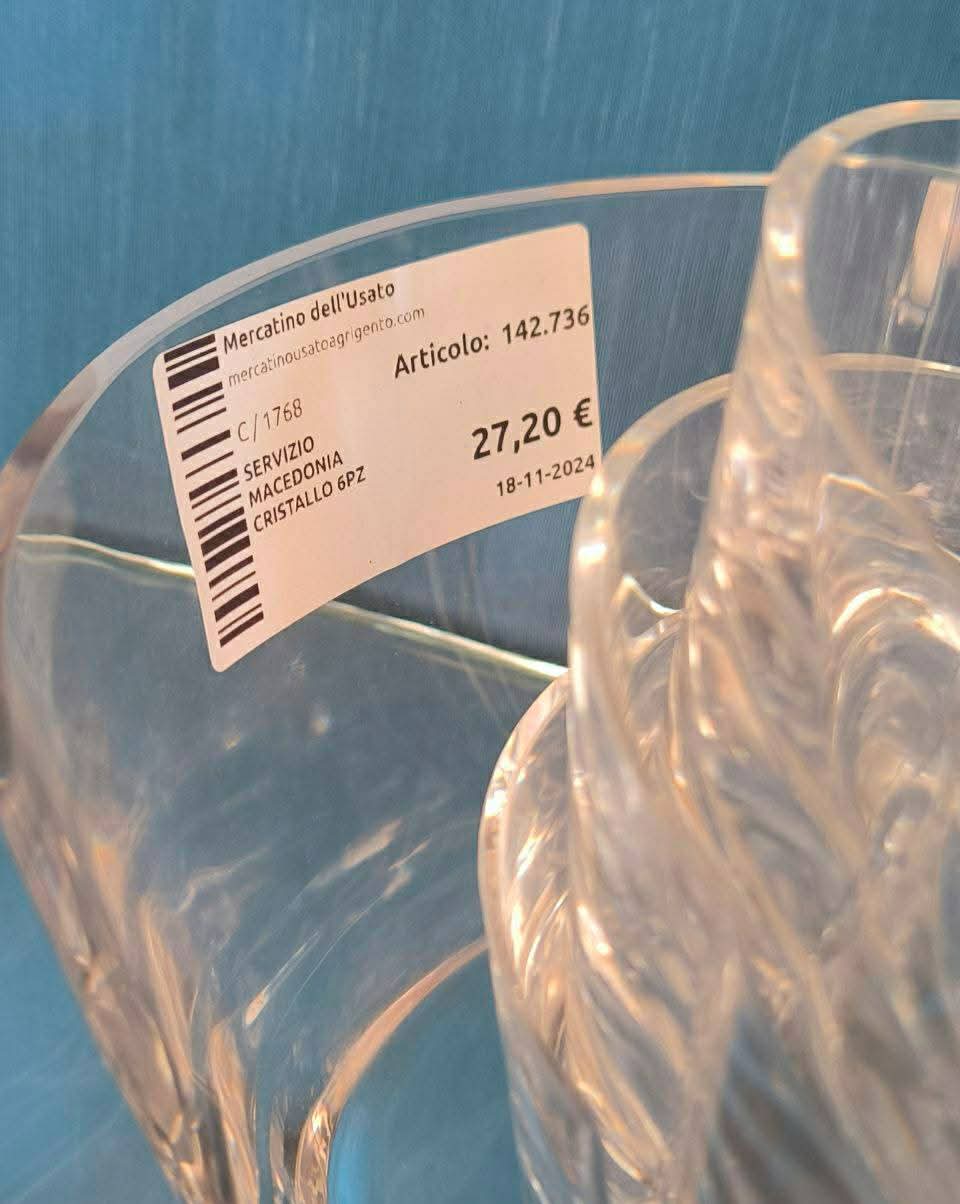 Mercatino dell'Usato
mercatinousatoagrigento.com
Articolo: 142.736
C/1768
SERVIZIO
MACEDONIA
CRISTALLO 6PZ
27,20 €
18-11-2024